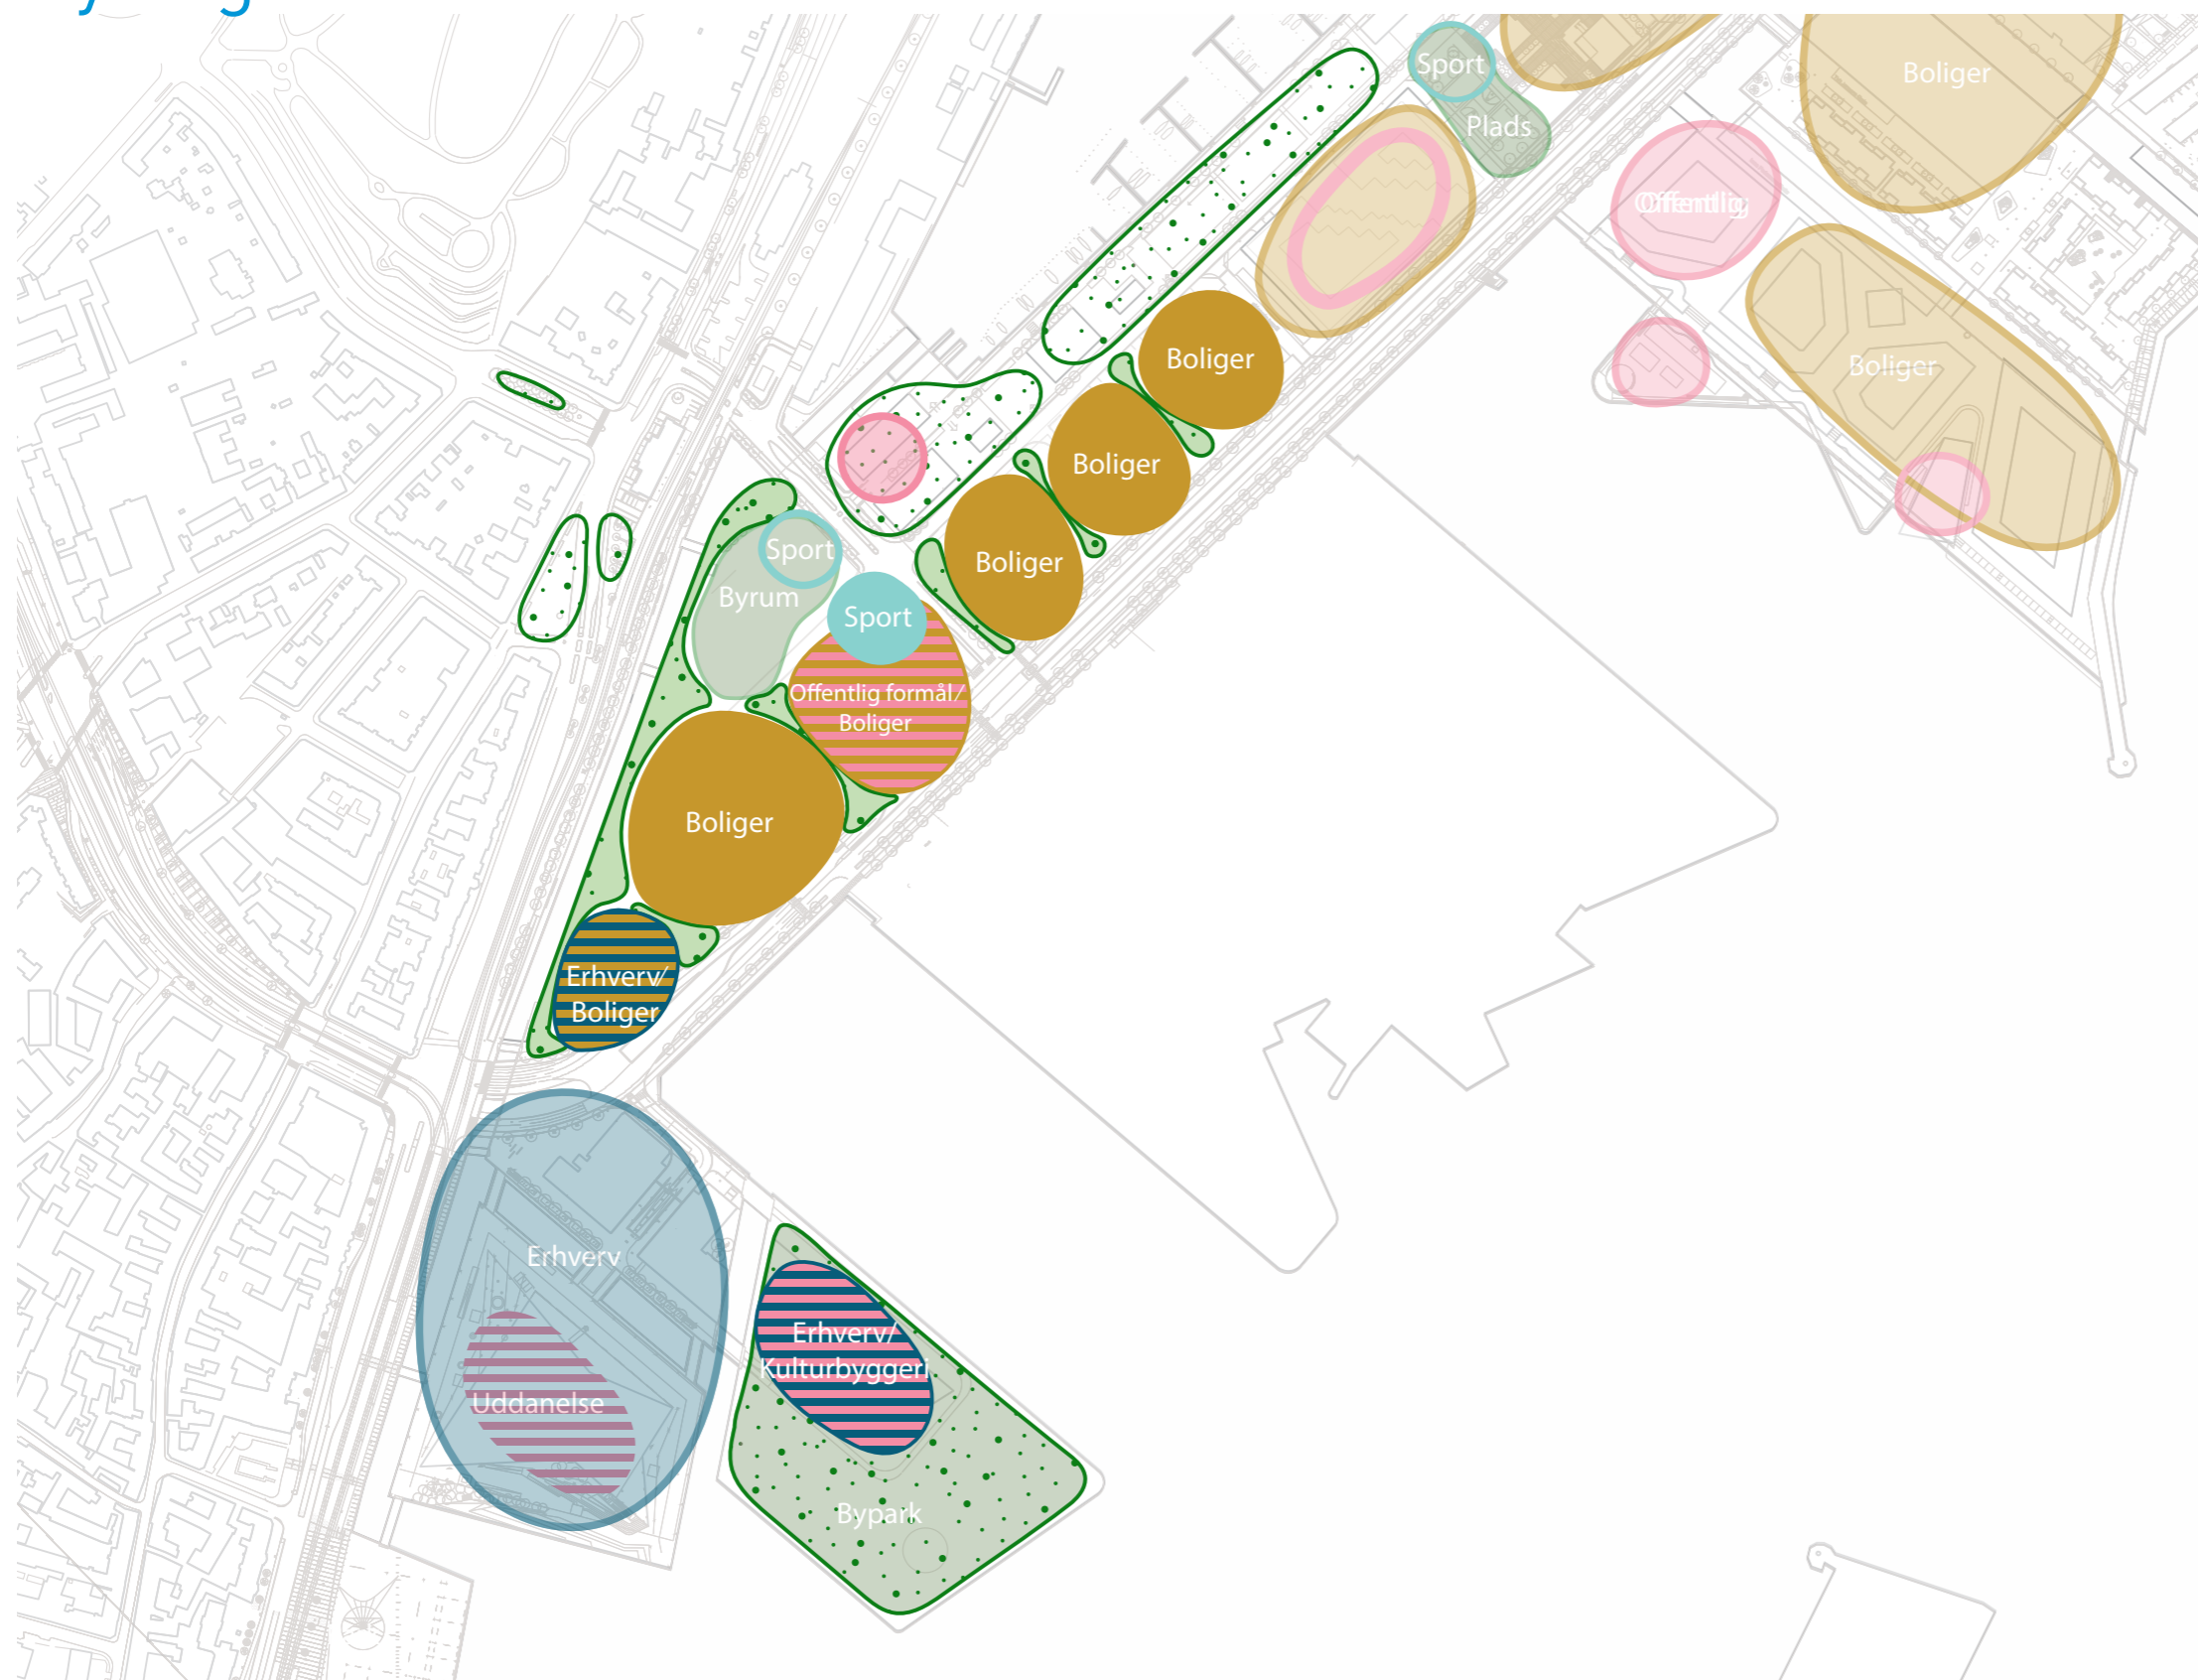 Sport
Boliger
Plads
Offentlig
Boliger
Boliger
Boliger
Sport
Boliger
Byrum
Sport
Offentlig formål/
Boliger
Boliger
Erhverv/
Boliger
Erhverv
Erhverv/
Kulturbyggeri
Uddanelse
Bypark